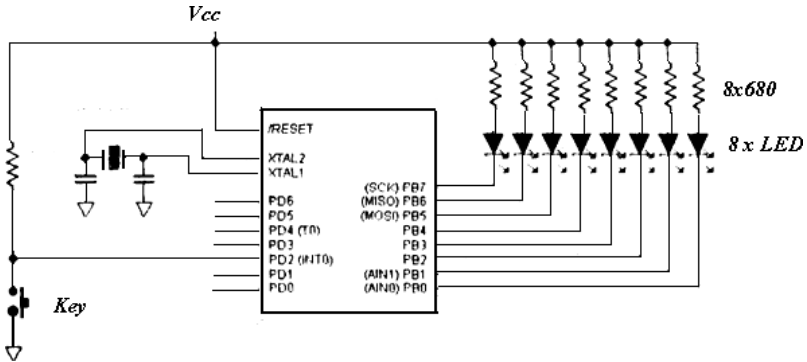 Vcc
8x680
8 x LED
/RESET
XTAL2
XTAL1
(SCK) PB7
PD6
(MISO) PB6
PD5
(MOSI) PB5
PD4 (T0)
PB4
PD3
PB3
PD2 (INT0)
PB2
PD1
(AIN1) PB1
PD0
(AIN0) PB0
Key